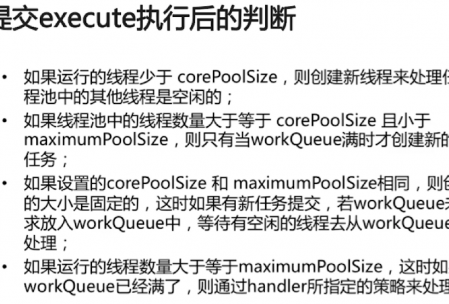 提交execute执行后的判断
• 如果运行的线程少于 corePoolSize，则创建新线程来处理任
程池中的其他线程是空闲的；
• 如果线程池中的线程数量大于等于 corePoolSize 且小于
maximumPoolSize，则只有当workQueue满时才创建新的
任务；
• 如果设置的corePoolSize 和 maximumPoolSize相同，则创
的大小是固定的，这时如果有新任务提交，若workQueue未
求放入workQueue中，等待有空闲的线程去从workQueue
处理；
• 如果运行的线程数量大于等于maximumPoolSize，这时如
workQueue已经满了，则通过handler所指定的策略来处理